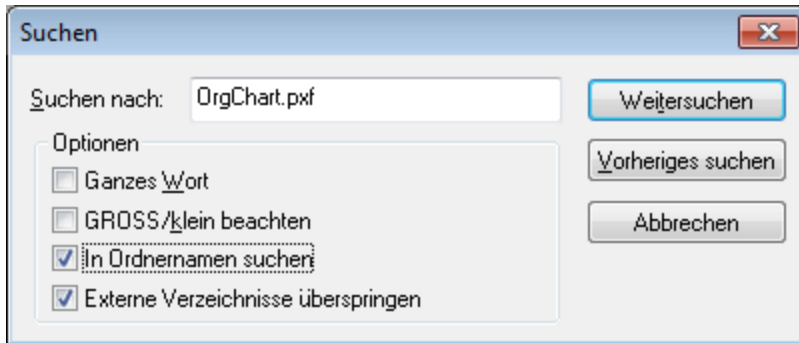 Suchen
Suchen nach: OrgChart.pxf
Weitersuchen
Optionen
Vorheriges suchen
Ganzes Wort
GROSS/klein beachten
Abbrechen
In Ordnernamen suchen
Externe Verzeichnisse überspringen